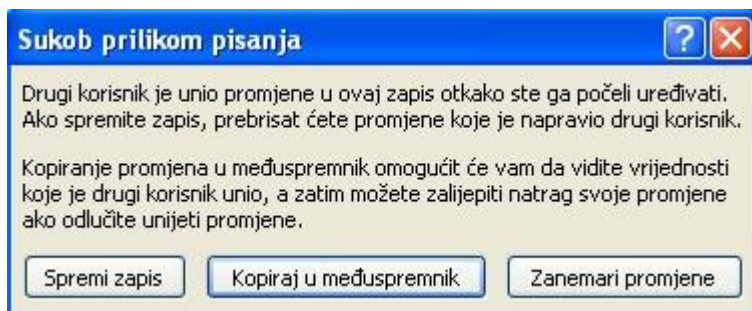 Sukob prilikom pisanja
Drugi korisnik je unio promjene u ovaj zapis otkako ste ga počeli uređivati.
Ako spremite zapis, prebrisat ćete promjene koje je napravio drugi korisnik.
Kopiranje promjena u međuspremnik omogućit će vam da vidite vrijednosti
koje je drugi korisnik unio, a zatim možete zalijepiti natrag svoje promjene
ako odlučite unijeti promjene.
Spremi zapis Kopiraj u međuspremnik Zanemari promjene